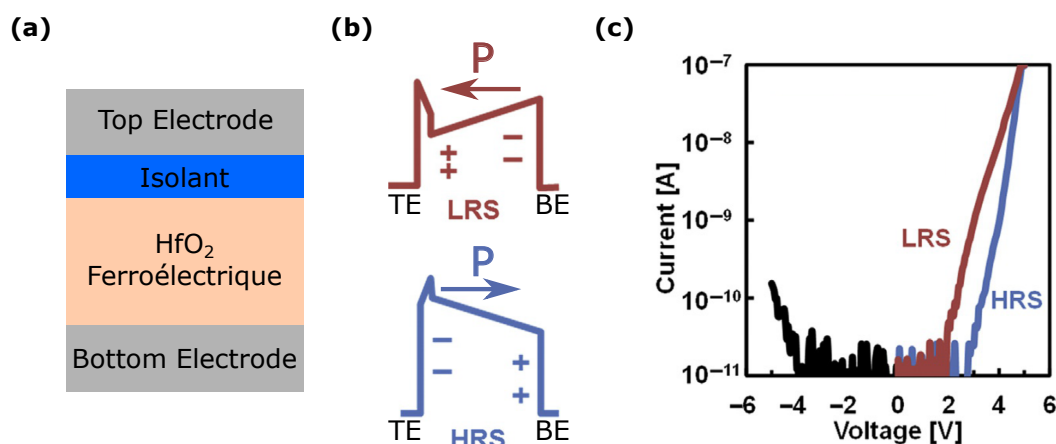 (a)
Top Electrode
Isolant
HfO₂
Ferroélectrique
Bottom Electrode
(b)
P
+ − 
+ −
TE BE
LRS
P
− +
− +
TE BE
HRS
(c)
Current [A]
10⁻⁷
10⁻⁸
10⁻⁹
10⁻¹⁰
10⁻¹¹
LRS
HRS
−6 −4 −2 0 2 4 6
Voltage [V]